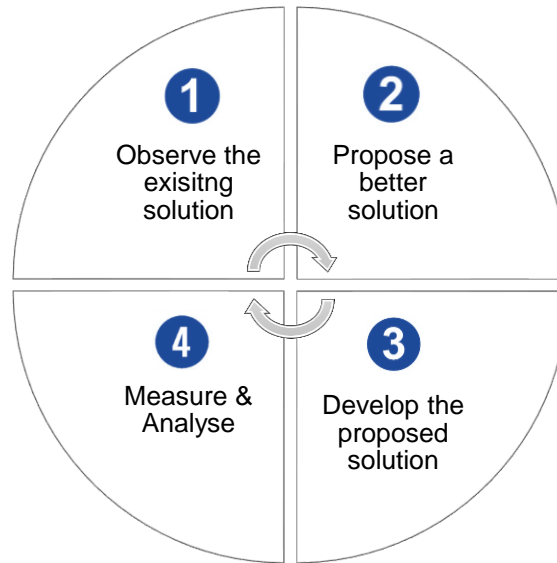 1
Observe the
exisitng
solution
2
Propose a
better
solution
4
Measure &
Analyse
3
Develop the
proposed
solution